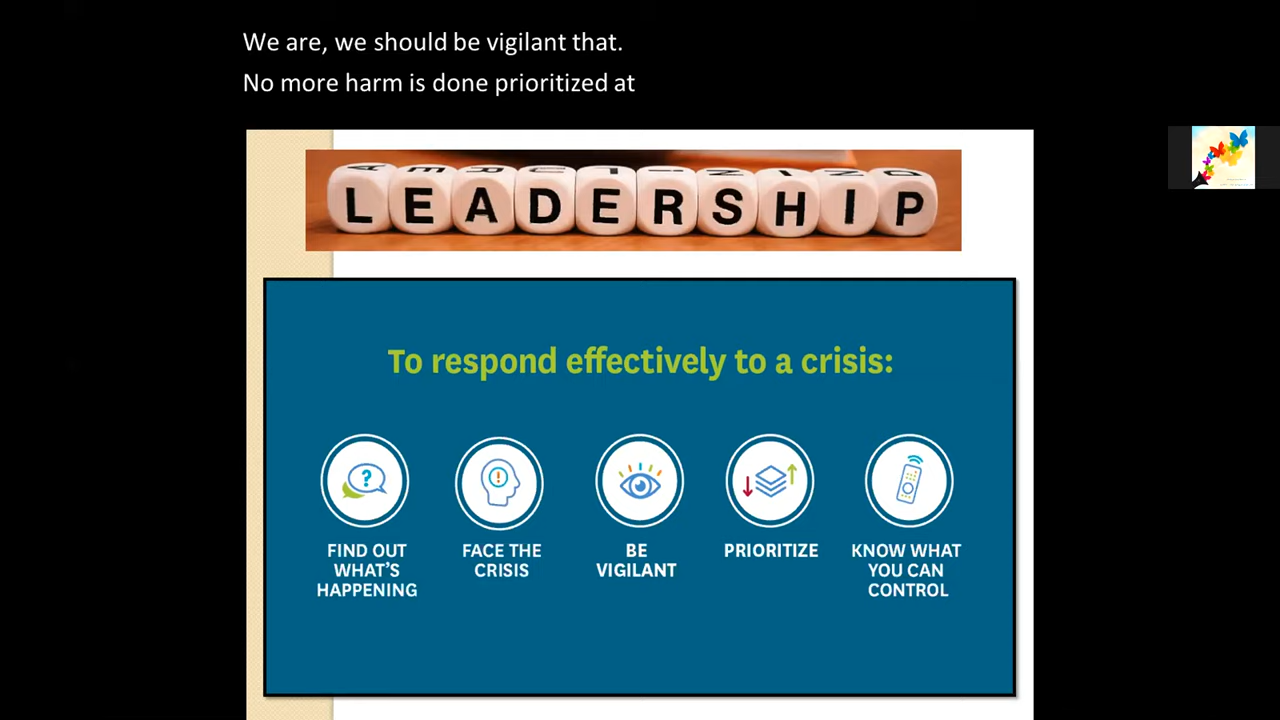 We are, we should be vigilant that.
No more harm is done prioritized at
LEADERSHIP
To respond effectively to a crisis:
FIND OUT
WHAT'S
HAPPENING
FACE THE
CRISIS
BE
VIGILANT
PRIORITIZE
KNOW WHAT
YOU CAN
CONTROL